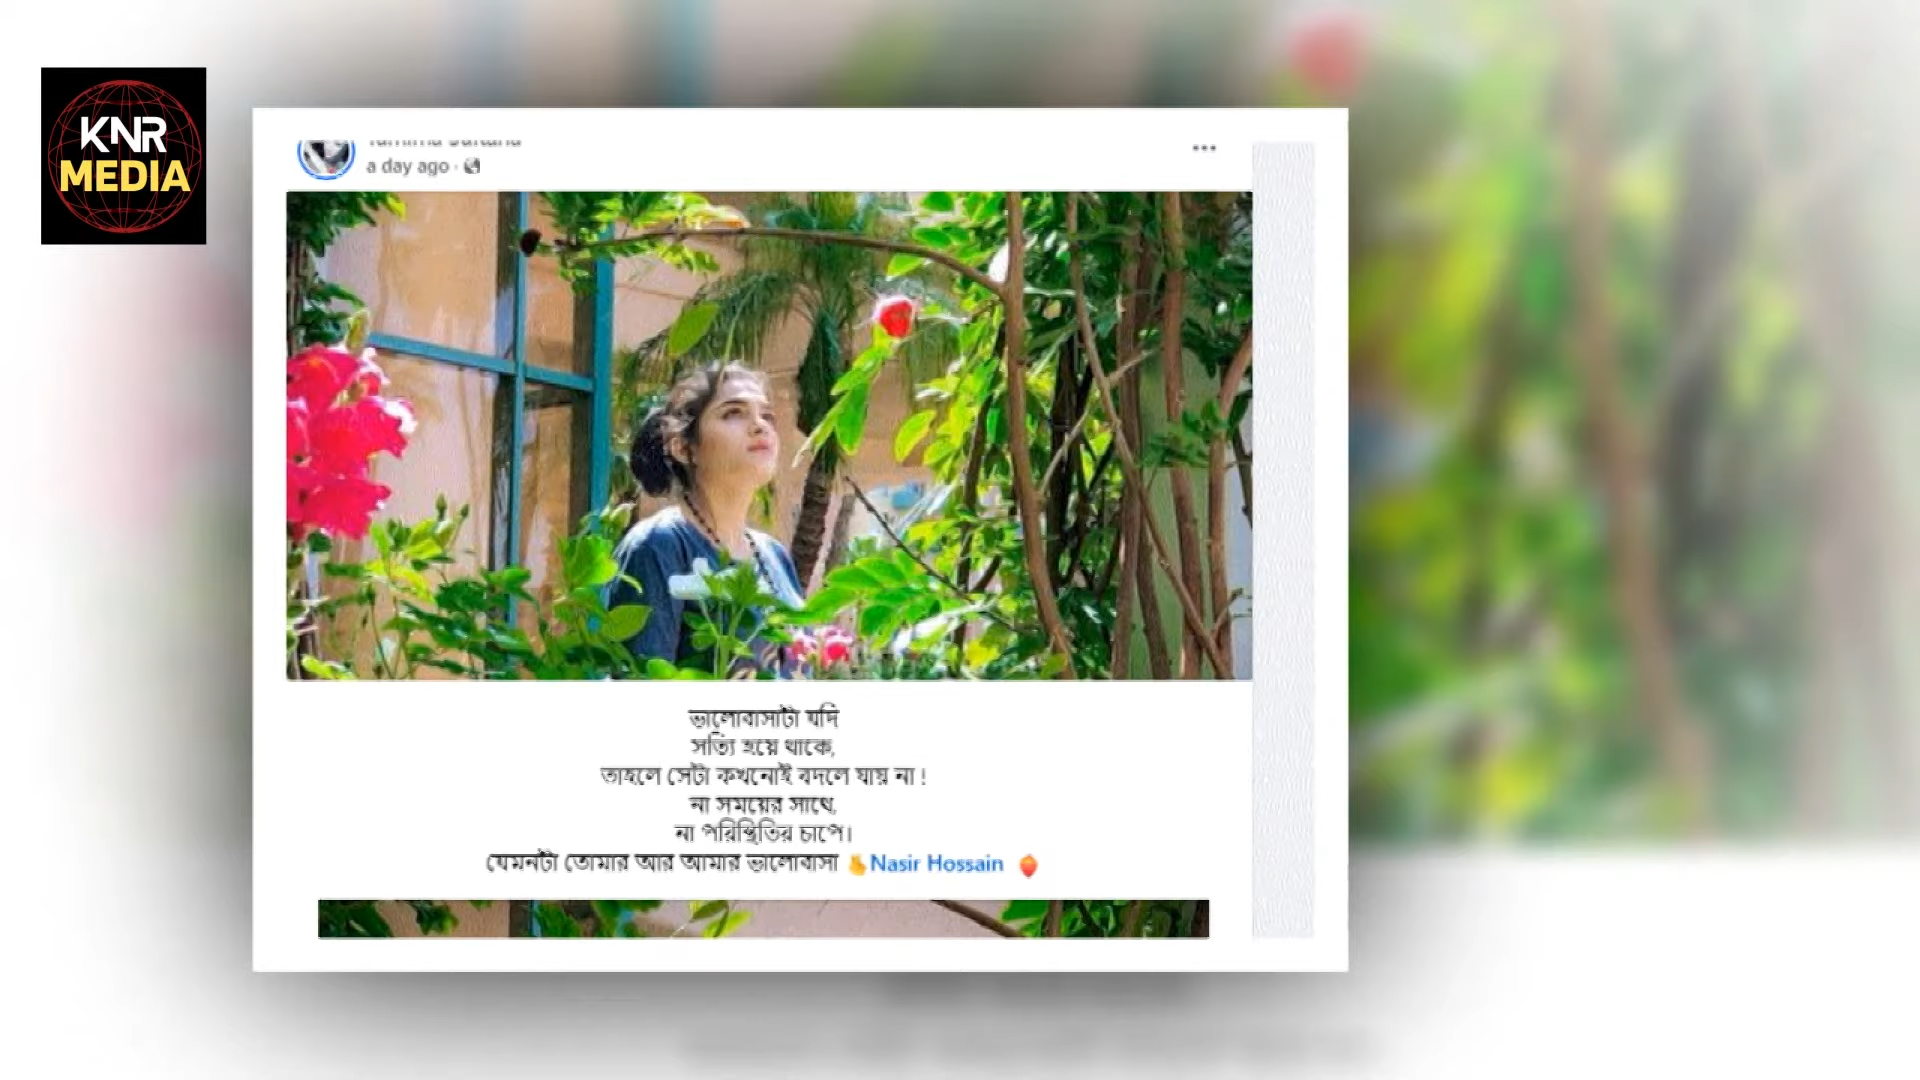 KNR
MEDIA
a day ago ·
ভালোবাসাটা যদি
সত্যি হয়ে থাকে,
তাহলে সেটা কখনোই বদলে যায় না !
না সময়ের সাথে,
না পরিস্থিতির চাপে।
যেমনটা তোমার আর আমার ভালোবাসা Nasir Hossain